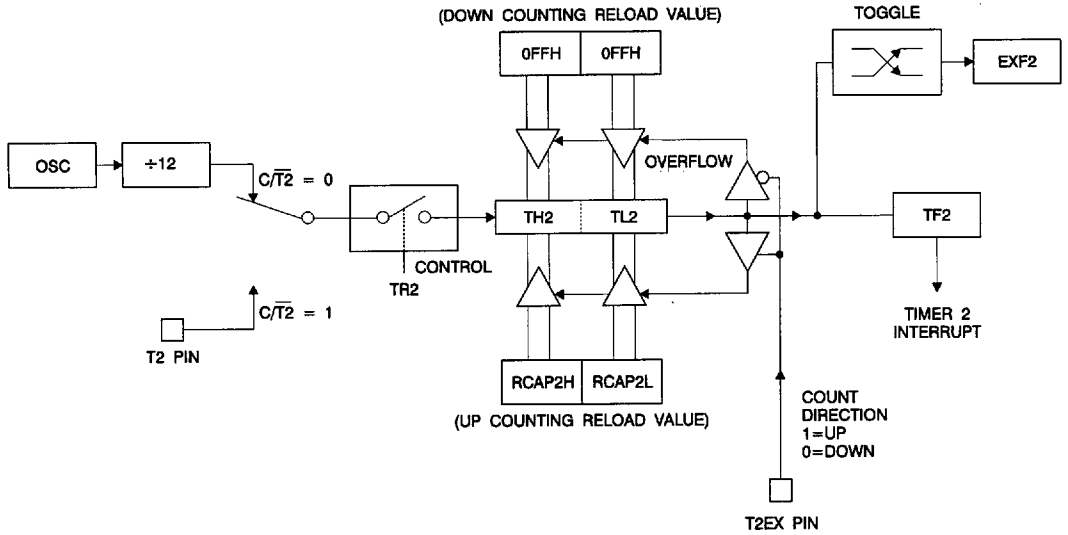 (DOWN COUNTING RELOAD VALUE)
TOGGLE
0FFH 0FFH
EXF2
OSC
÷12
OVERFLOW
C/T2̅ = 0
TH2 TL2
TF2
CONTROL
TR2
C/T2̅ = 1
T2 PIN
TIMER 2
INTERRUPT
RCAP2H RCAP2L
(UP COUNTING RELOAD VALUE)
COUNT
DIRECTION
1=UP
0=DOWN
T2EX PIN